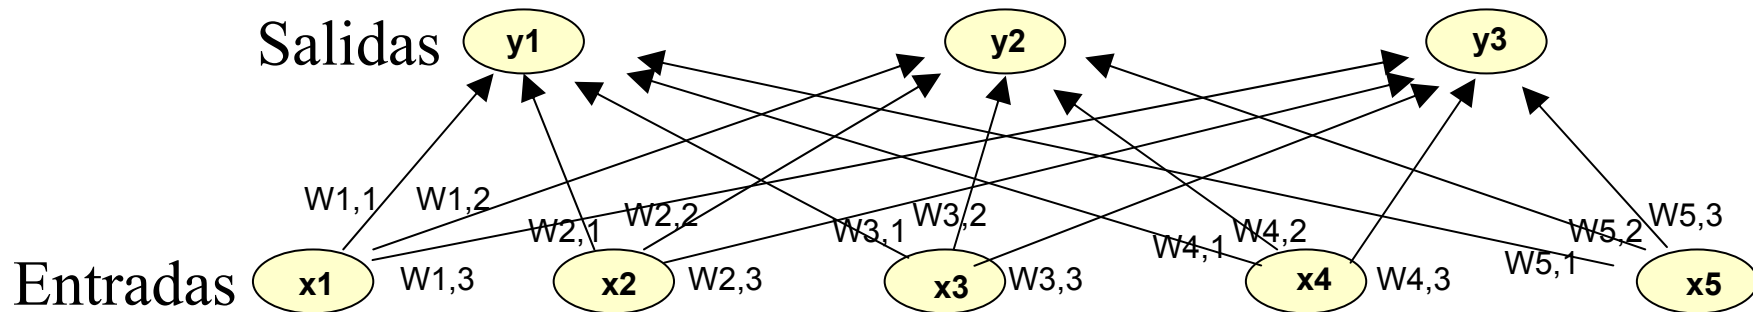 Salidas y1 y2 y3
W1,1 W1,2 W2,1 W2,2 W3,1 W3,2 W4,1 W4,2 W5,1 W5,2 W5,3
Entradas x1 W1,3 x2 W2,3 x3 W3,3 x4 W4,3 x5